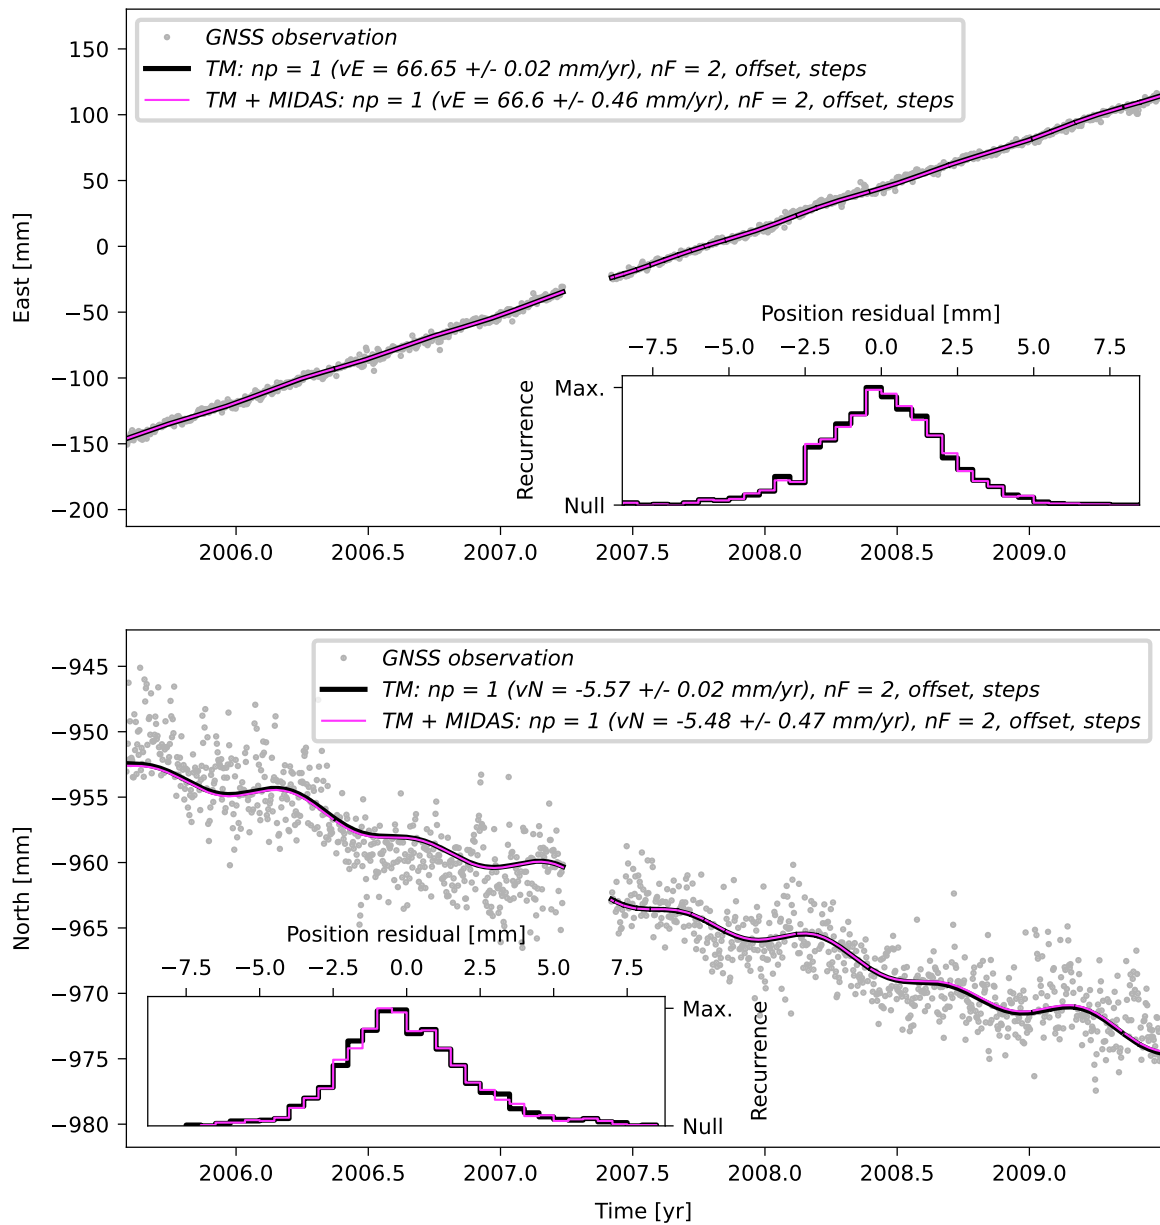 GNSS observation
TM: np = 1 (vE = 66.65 +/- 0.02 mm/yr), nF = 2, offset, steps
TM + MIDAS: np = 1 (vE = 66.6 +/- 0.46 mm/yr), nF = 2, offset, steps
150
100
50
0
−50
−100
−150
−200
East [mm]
Position residual [mm]
−7.5 −5.0 −2.5 0.0 2.5 5.0 7.5
Max.
Null
Recurrence
2006.0 2006.5 2007.0 2007.5 2008.0 2008.5 2009.0
GNSS observation
TM: np = 1 (vN = -5.57 +/- 0.02 mm/yr), nF = 2, offset, steps
TM + MIDAS: np = 1 (vN = -5.48 +/- 0.47 mm/yr), nF = 2, offset, steps
−945
−950
−955
−960
−965
−970
−975
−980
North [mm]
Position residual [mm]
−7.5 −5.0 −2.5 0.0 2.5 5.0 7.5
Max.
Null
Recurrence
2006.0 2006.5 2007.0 2007.5 2008.0 2008.5 2009.0
Time [yr]